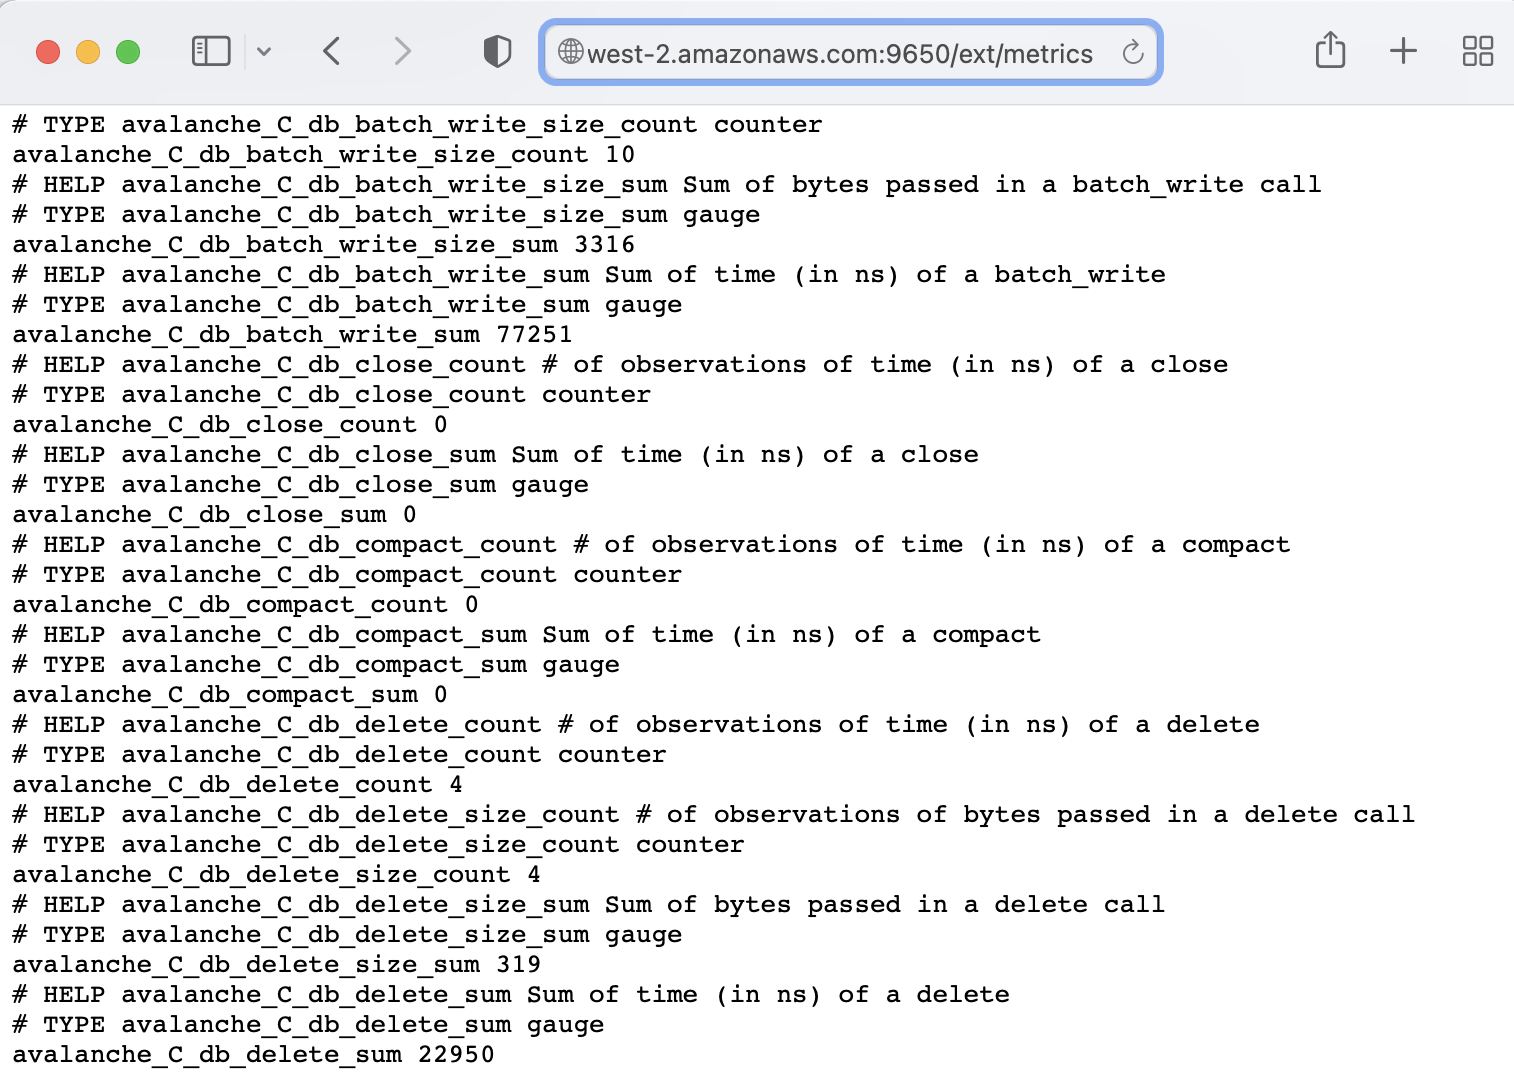 west-2.amazonaws.com:9650/ext/metrics
# TYPE avalanche_C_db_batch_write_size_count counter
avalanche_C_db_batch_write_size_count 10
# HELP avalanche_C_db_batch_write_size_sum Sum of bytes passed in a batch_write call
# TYPE avalanche_C_db_batch_write_size_sum gauge
avalanche_C_db_batch_write_size_sum 3316
# HELP avalanche_C_db_batch_write_sum Sum of time (in ns) of a batch_write
# TYPE avalanche_C_db_batch_write_sum gauge
avalanche_C_db_batch_write_sum 77251
# HELP avalanche_C_db_close_count # of observations of time (in ns) of a close
# TYPE avalanche_C_db_close_count counter
avalanche_C_db_close_count 0
# HELP avalanche_C_db_close_sum Sum of time (in ns) of a close
# TYPE avalanche_C_db_close_sum gauge
avalanche_C_db_close_sum 0
# HELP avalanche_C_db_compact_count # of observations of time (in ns) of a compact
# TYPE avalanche_C_db_compact_count counter
avalanche_C_db_compact_count 0
# HELP avalanche_C_db_compact_sum Sum of time (in ns) of a compact
# TYPE avalanche_C_db_compact_sum gauge
avalanche_C_db_compact_sum 0
# HELP avalanche_C_db_delete_count # of observations of time (in ns) of a delete
# TYPE avalanche_C_db_delete_count counter
avalanche_C_db_delete_count 4
# HELP avalanche_C_db_delete_size_count # of observations of bytes passed in a delete call
# TYPE avalanche_C_db_delete_size_count counter
avalanche_C_db_delete_size_count 4
# HELP avalanche_C_db_delete_size_sum Sum of bytes passed in a delete call
# TYPE avalanche_C_db_delete_size_sum gauge
avalanche_C_db_delete_size_sum 319
# HELP avalanche_C_db_delete_sum Sum of time (in ns) of a delete
# TYPE avalanche_C_db_delete_sum gauge
avalanche_C_db_delete_sum 22950